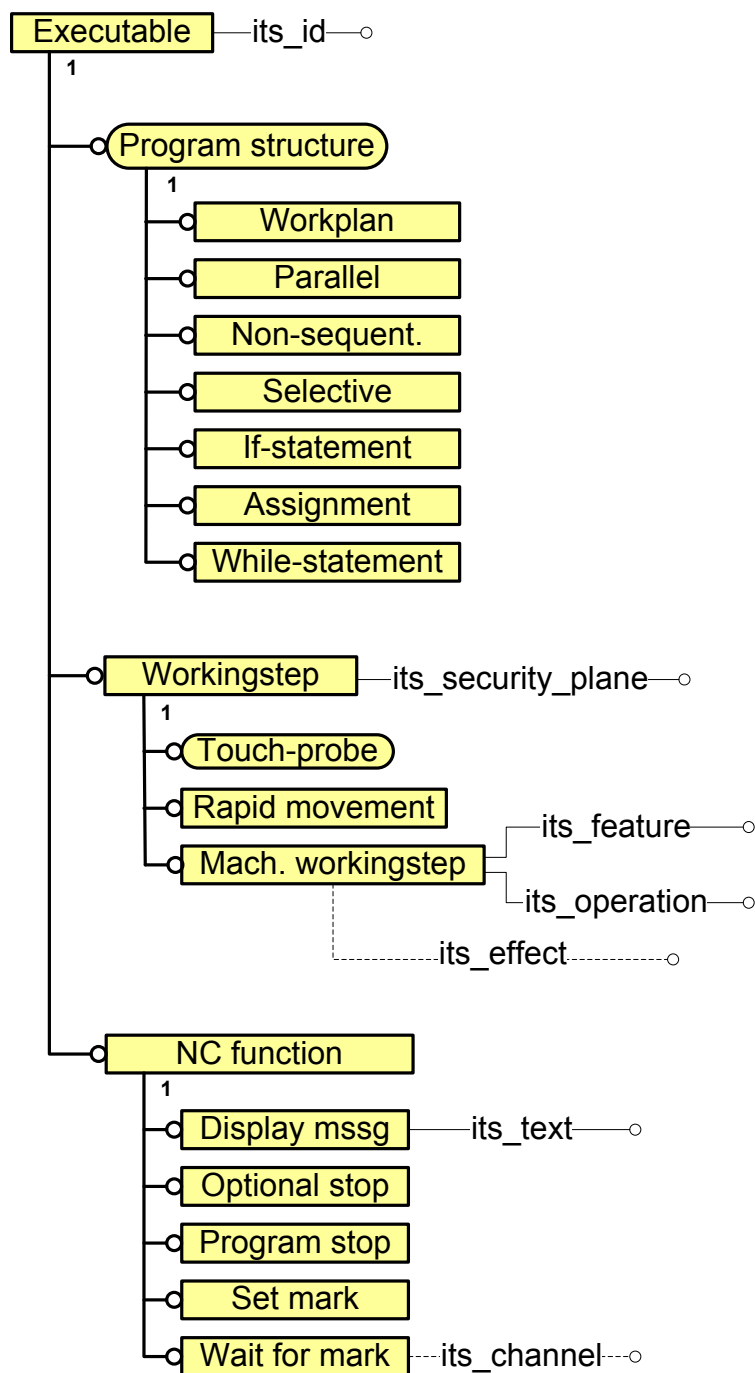 Executable its_id
1
Program structure
1
Workplan
Parallel
Non-sequent.
Selective
If-statement
Assignment
While-statement
Workingstep its_security_plane
1
Touch-probe
Rapid movement
its_feature
Mach. workingstep
its_operation
its_effect
NC function
1
Display mssg its_text
Optional stop
Program stop
Set mark
Wait for mark its_channel